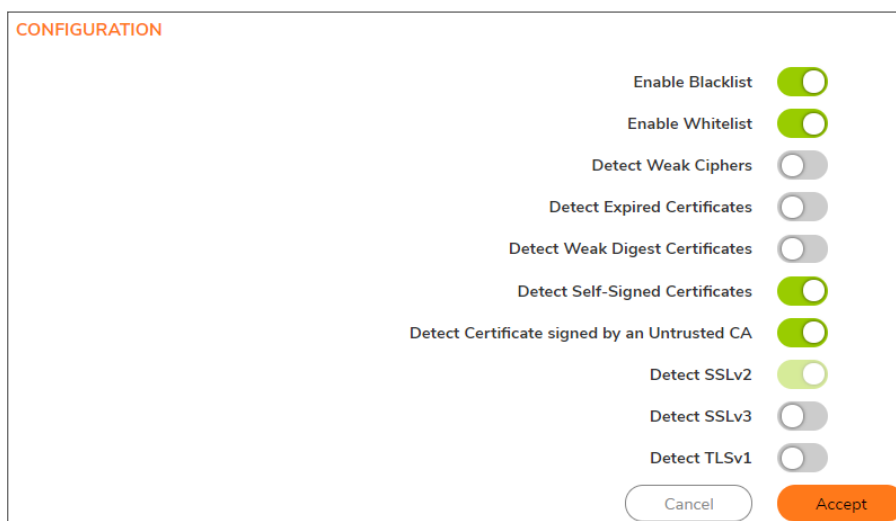 CONFIGURATION
Enable Blacklist
Enable Whitelist
Detect Weak Ciphers
Detect Expired Certificates
Detect Weak Digest Certificates
Detect Self-Signed Certificates
Detect Certificate signed by an Untrusted CA
Detect SSLv2
Detect SSLv3
Detect TLSv1
Cancel Accept